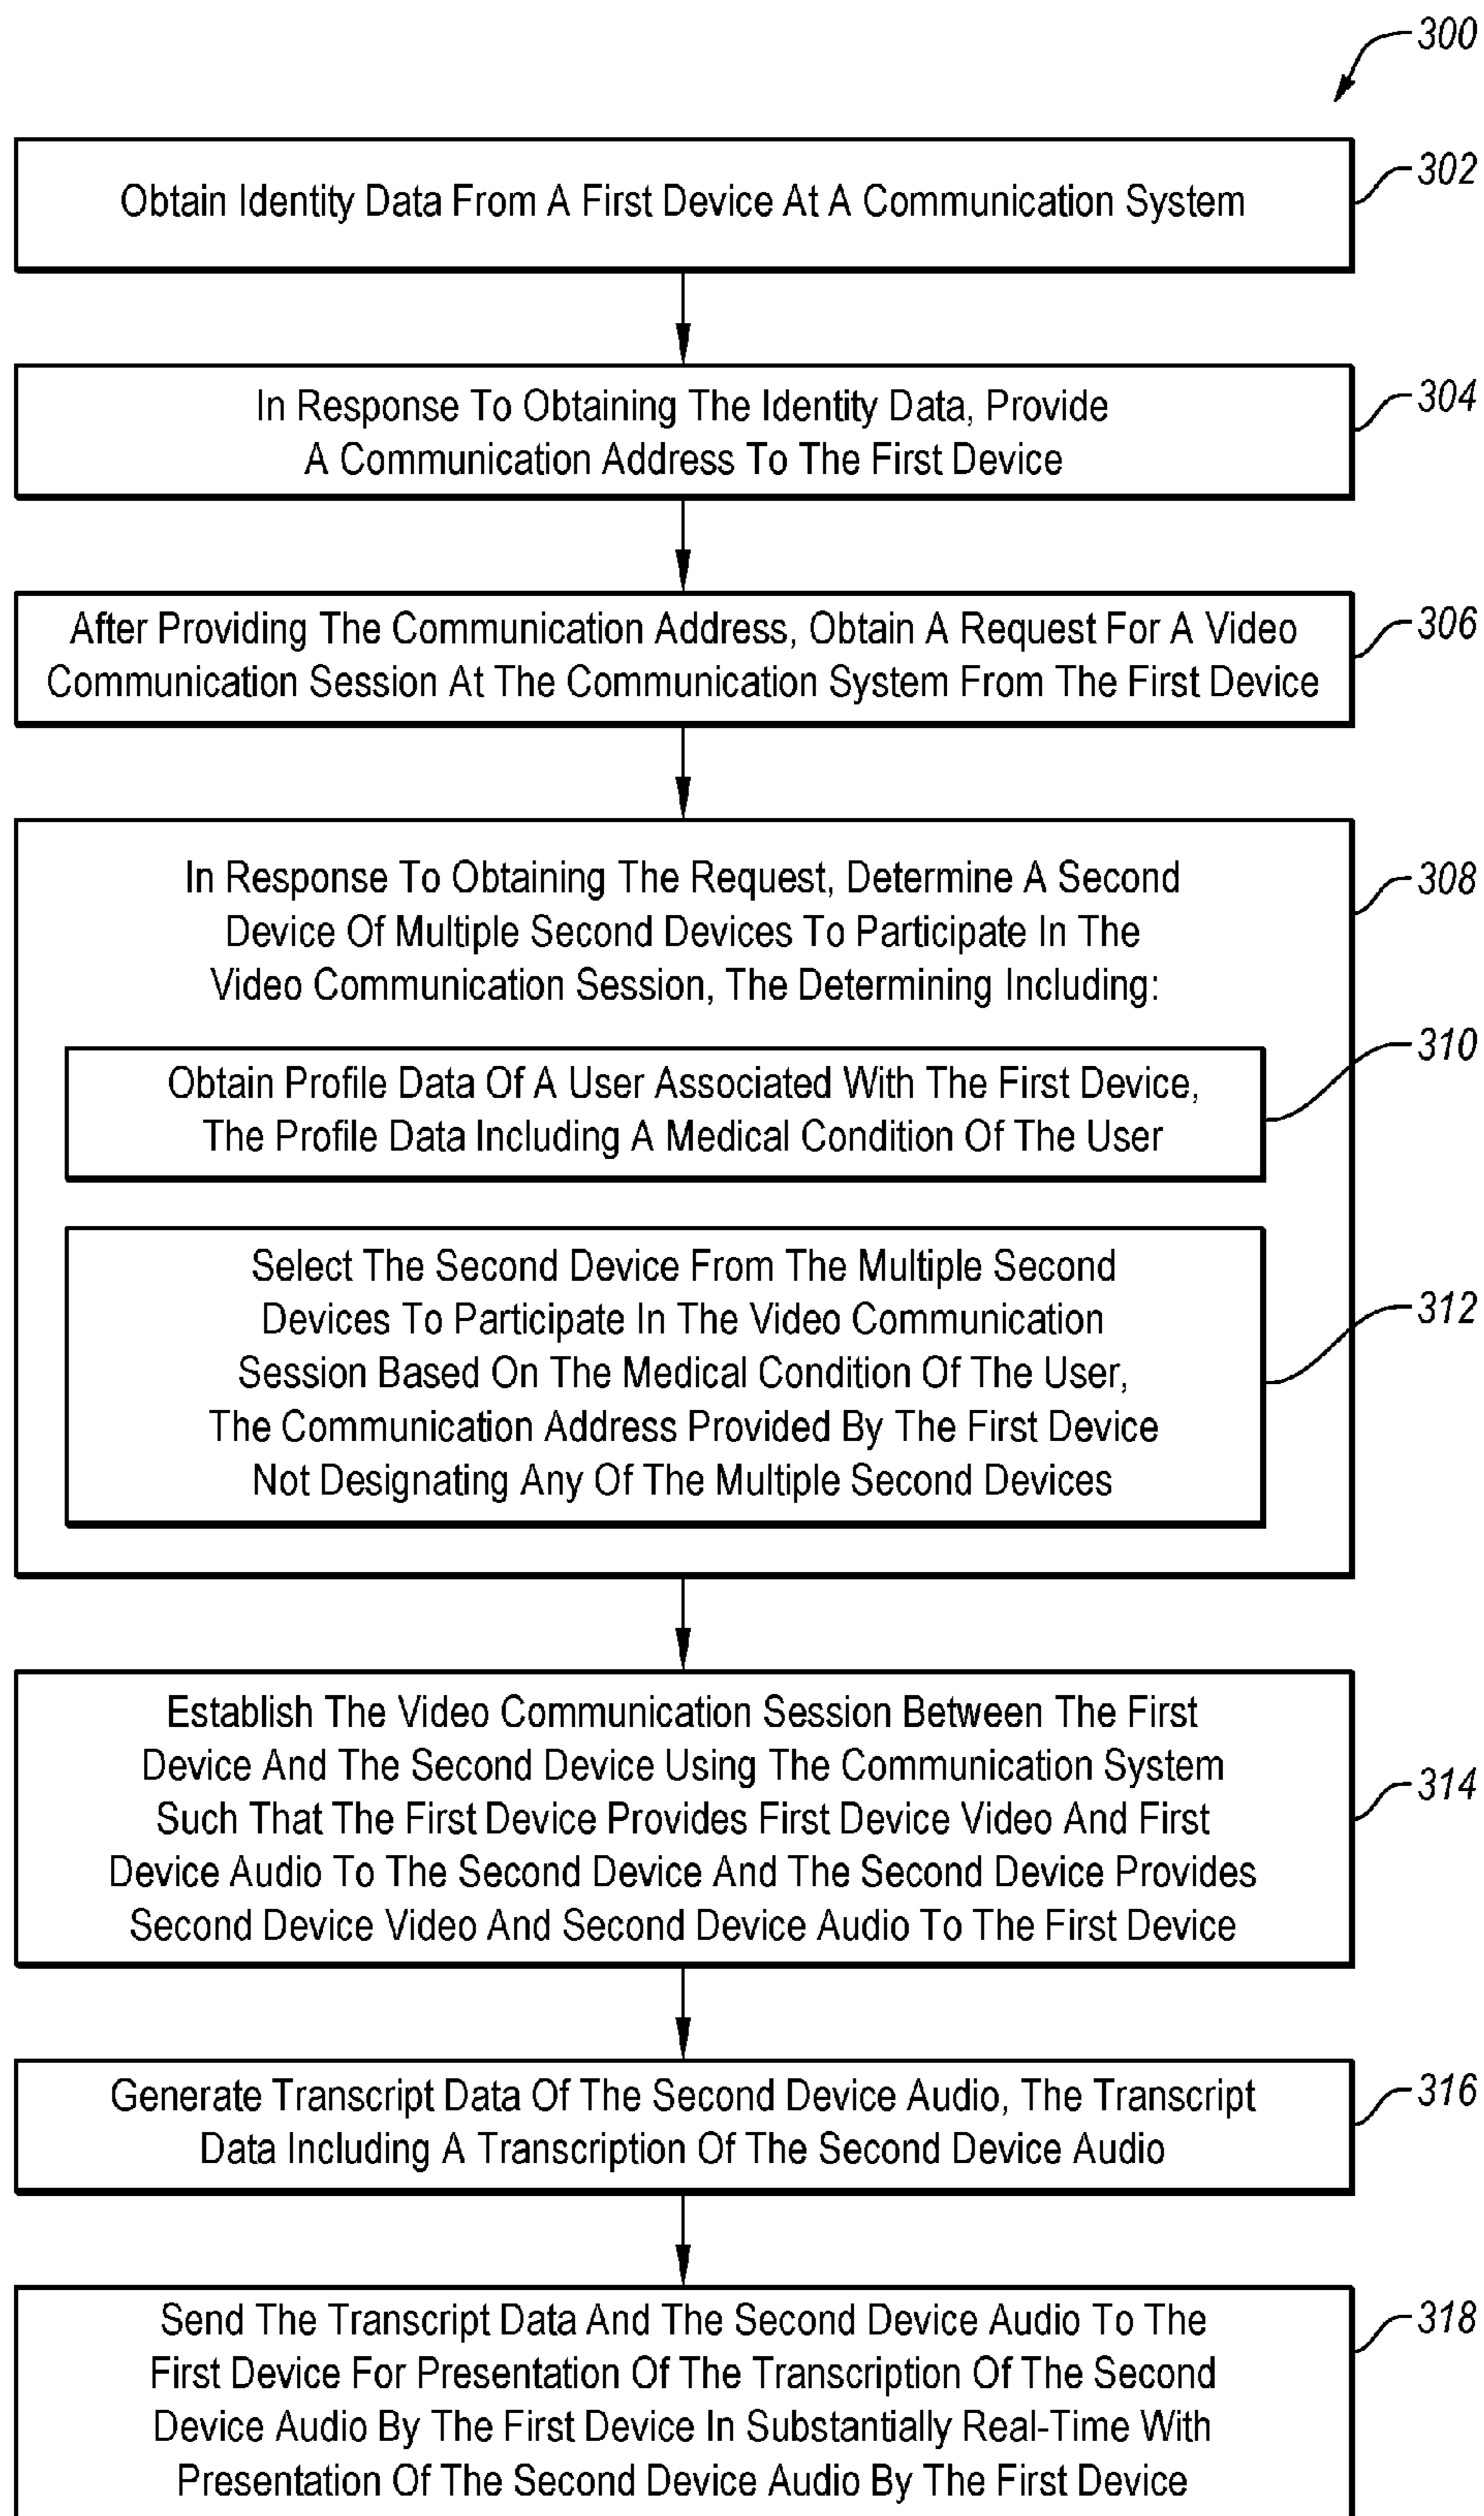 300
302
Obtain Identity Data From A First Device At A Communication System
304
In Response To Obtaining The Identity Data, Provide
A Communication Address To The First Device
306
After Providing The Communication Address, Obtain A Request For A Video
Communication Session At The Communication System From The First Device
308
In Response To Obtaining The Request, Determine A Second
Device Of Multiple Second Devices To Participate In The
Video Communication Session, The Determining Including:
310
Obtain Profile Data Of A User Associated With The First Device,
The Profile Data Including A Medical Condition Of The User
312
Select The Second Device From The Multiple Second
Devices To Participate In The Video Communication
Session Based On The Medical Condition Of The User,
The Communication Address Provided By The First Device
Not Designating Any Of The Multiple Second Devices
314
Establish The Video Communication Session Between The First
Device And The Second Device Using The Communication System
Such That The First Device Provides First Device Video And First
Device Audio To The Second Device And The Second Device Provides
Second Device Video And Second Device Audio To The First Device
316
Generate Transcript Data Of The Second Device Audio, The Transcript
Data Including A Transcription Of The Second Device Audio
318
Send The Transcript Data And The Second Device Audio To The
First Device For Presentation Of The Transcription Of The Second
Device Audio By The First Device In Substantially Real-Time With
Presentation Of The Second Device Audio By The First Device